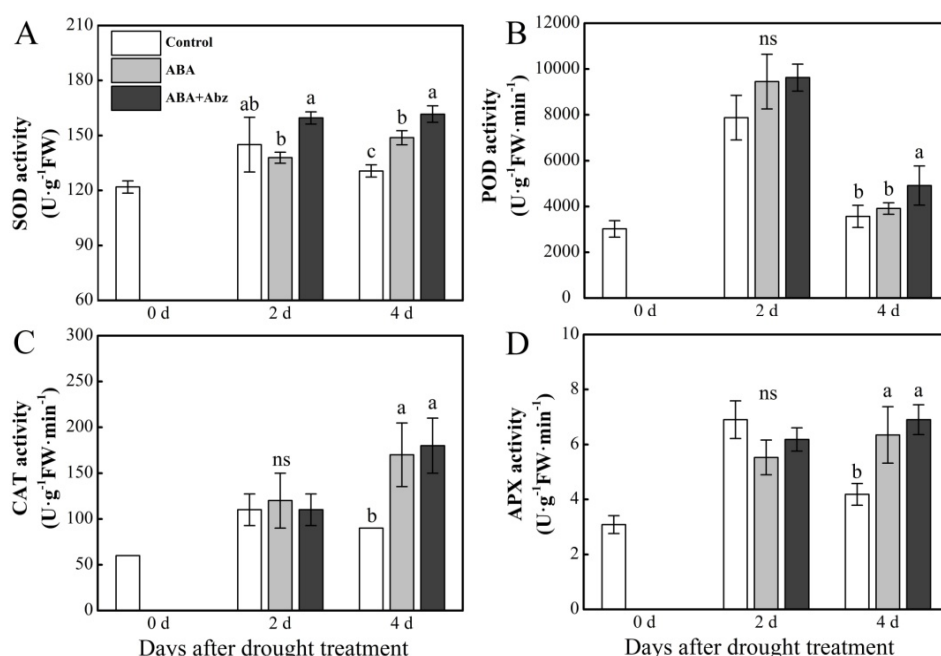 A
SOD activity
(U·g⁻¹FW)
210
180
150
120
90
60
Control
ABA
ABA+Abz
ab
b
a
c
b
a
0 d
2 d
4 d
B
POD activity
(U·g⁻¹FW·min⁻¹)
12000
10000
8000
6000
4000
2000
0
ns
b
b
a
0 d
2 d
4 d
C
CAT activity
(U·g⁻¹FW·min⁻¹)
300
250
200
150
100
50
0
ns
b
a
a
0 d
2 d
4 d
Days after drought treatment
D
APX activity
(U·g⁻¹FW·min⁻¹)
8
6
4
2
0
ns
b
a
a
0 d
2 d
4 d
Days after drought treatment